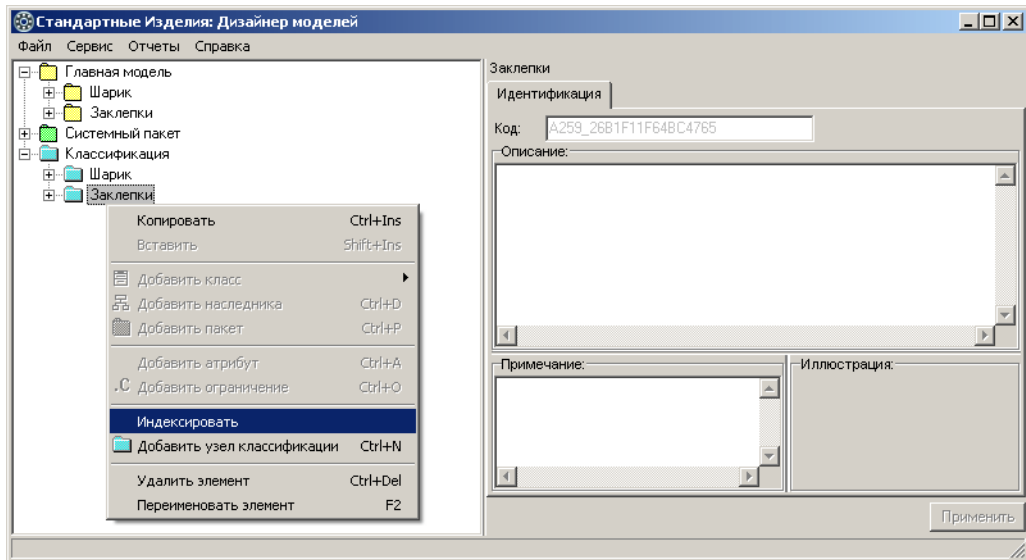 Стандартные Изделия: Дизайнер моделей
Файл Сервис Отчеты Справка
Главная модель
Шарик
Заклепки
Системный пакет
Классификация
Шарик
Заклепки
Копировать Ctrl+Ins
Вставить Shift+Ins
Добавить класс
Добавить наследника Ctrl+D
Добавить пакет Ctrl+P
Добавить атрибут Ctrl+A
.C Добавить ограничение Ctrl+O
Индексировать
Добавить узел классификации Ctrl+N
Удалить элемент Ctrl+Del
Переименовать элемент F2
Заклепки
Идентификация
Код: A259_26B1F11F64BC4765
Описание:
Примечание:
Иллюстрация:
Применить